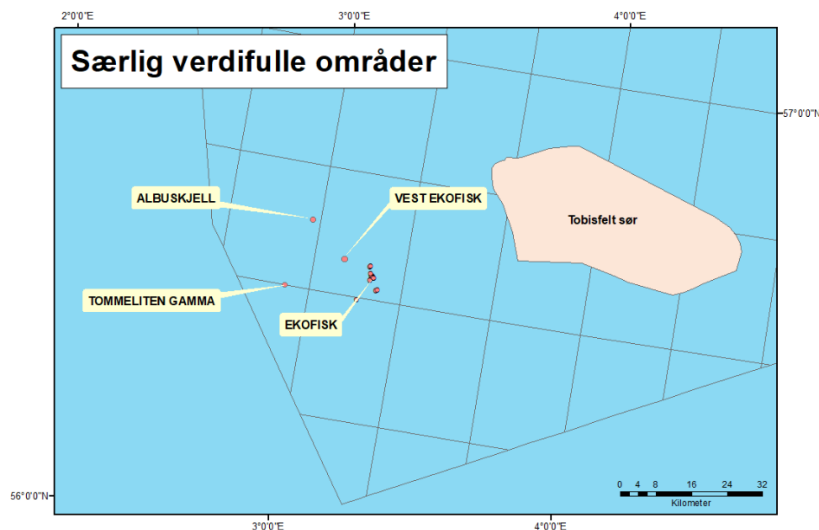 2°0'0"E 3°0'0"E 4°0'0"E
Særlig verdifulle områder
57°0'0"N
ALBUSKJELL
VEST EKOFISK
Tobisfelt sør
TOMMELITEN GAMMA
EKOFISK
0 4 8 16 24 32
Kilometer
56°0'0"N
3°0'0"E 4°0'0"E